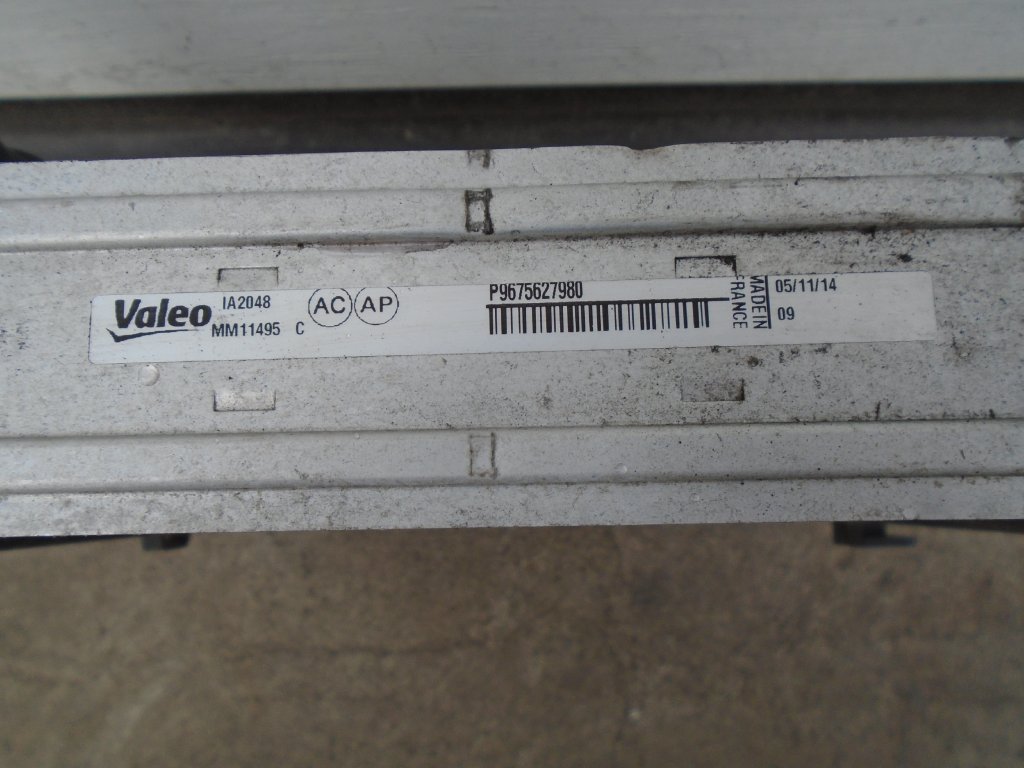 Valeo
IA2048
MM11495 C
AC AP
P9675627980
MADE IN
FRANCE
05/11/14
09